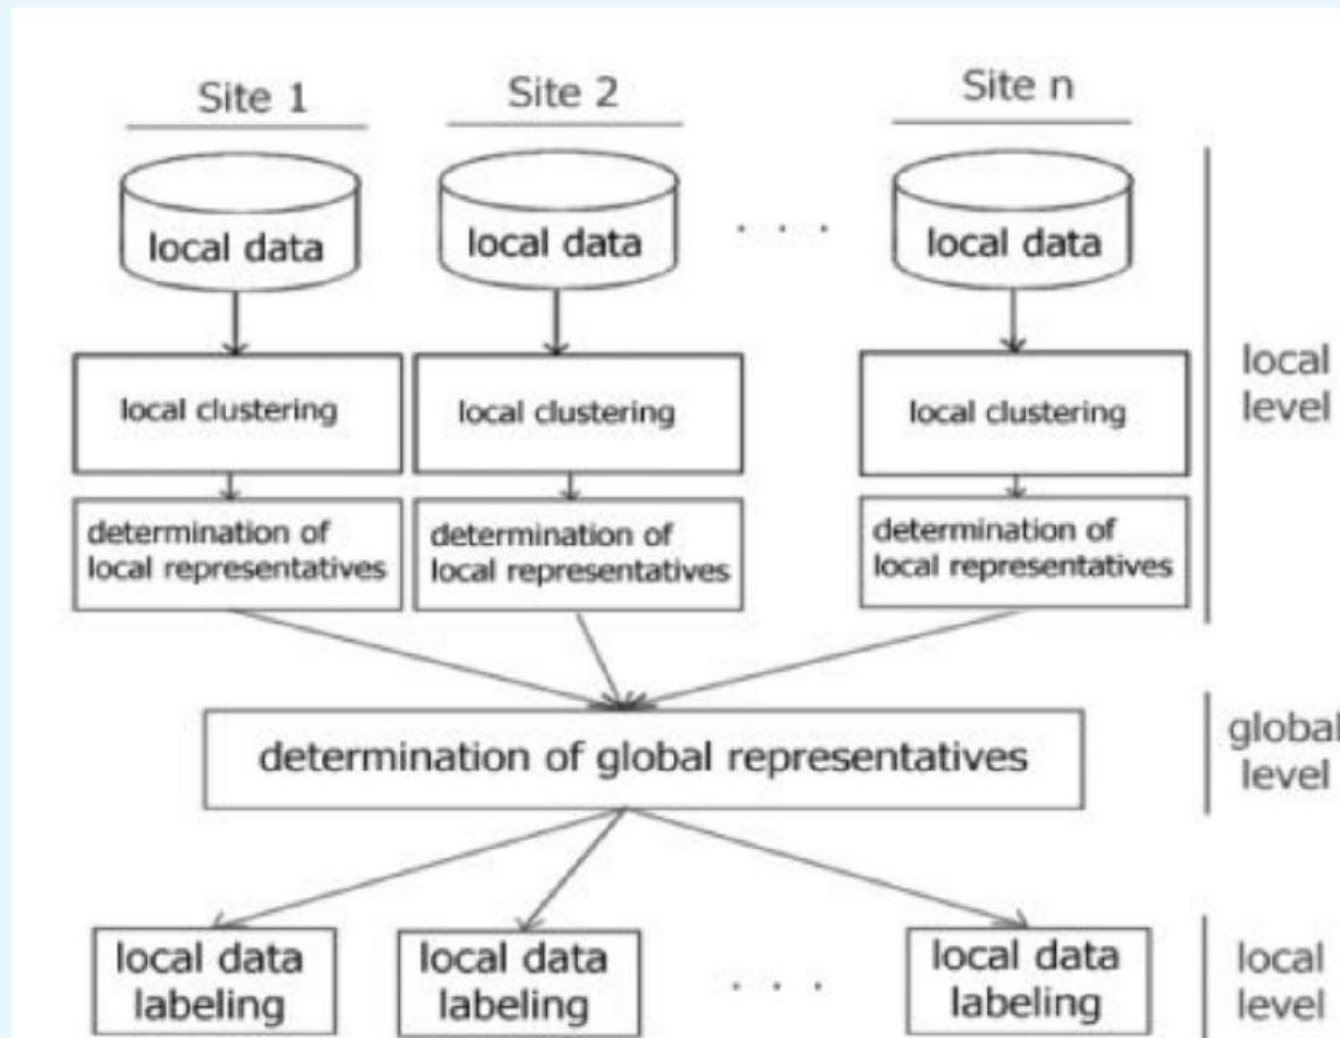 Site 1
Site 2
Site n
local data
local data
. . .
local data
local clustering
local clustering
local clustering
local
level
determination of
local representatives
determination of
local representatives
determination of
local representatives
determination of global representatives
global
level
local data
labeling
local data
labeling
. . .
local data
labeling
local
level